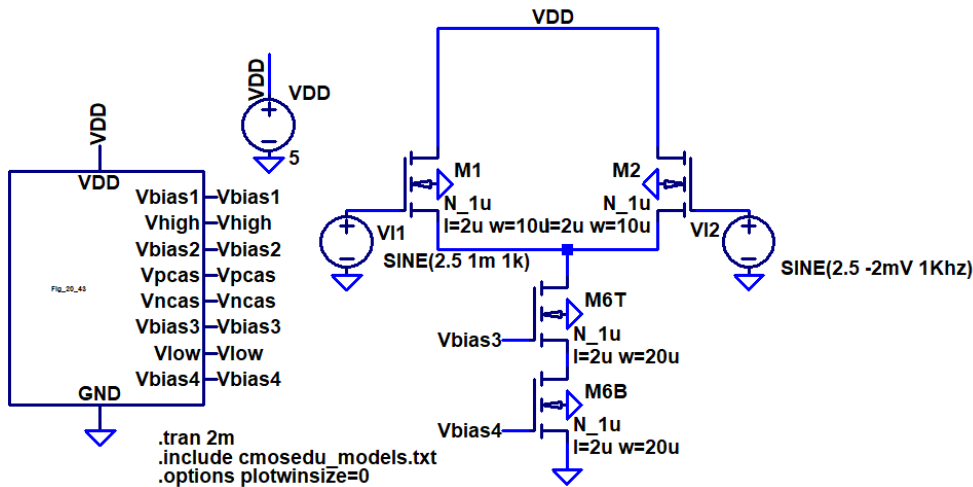 VDD
VDD
VDD
5
VDD
VDD
Vbias1
Vhigh
Vbias2
Vpcas
Vncas
Vbias3
Vlow
Vbias4
GND
Fig_20_43
Vbias1
Vhigh
Vbias2
Vpcas
Vncas
Vbias3
Vlow
Vbias4
M1
N_1u
l=2u w=10u
VI1
SINE(2.5 1m 1k)
M2
N_1u
l=2u w=10u
VI2
SINE(2.5 -2mV 1Khz)
M6T
N_1u
l=2u w=20u
Vbias3
M6B
N_1u
l=2u w=20u
Vbias4
.tran 2m
.include cmosedu_models.txt
.options plotwinsize=0